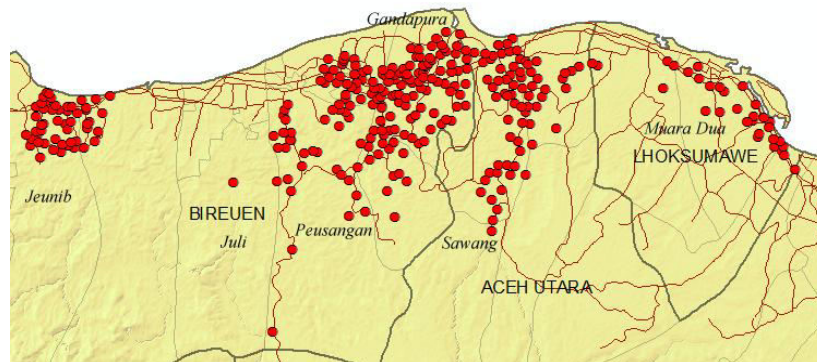 Gandapura
Muara Dua
LHOKSUMAWE
Jeunib
BIREUEN
Juli
Peusangan
Sawang
ACEH UTARA